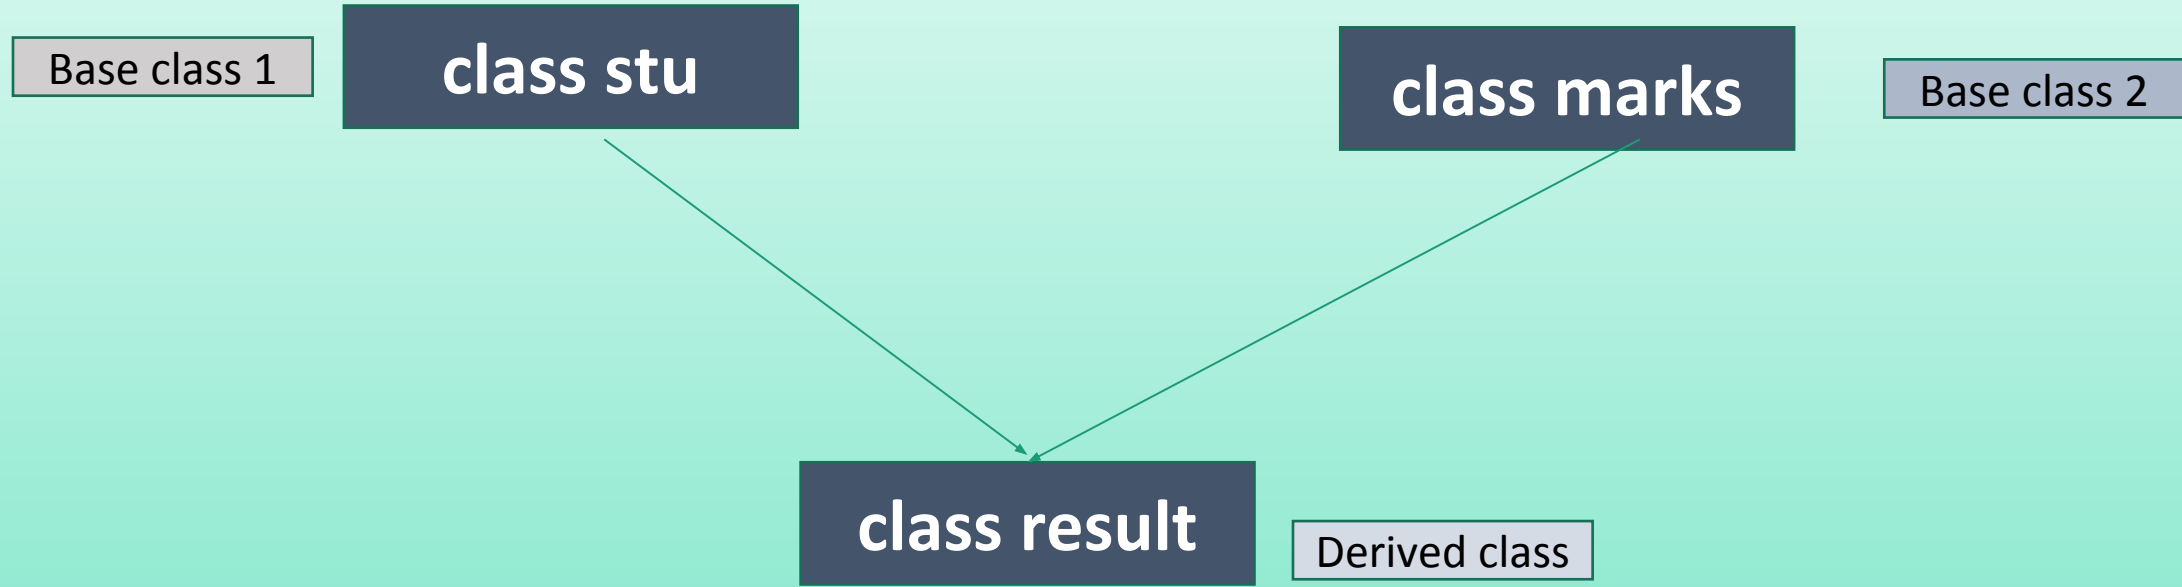 Base class 1
class stu
class marks
Base class 2
class result
Derived class